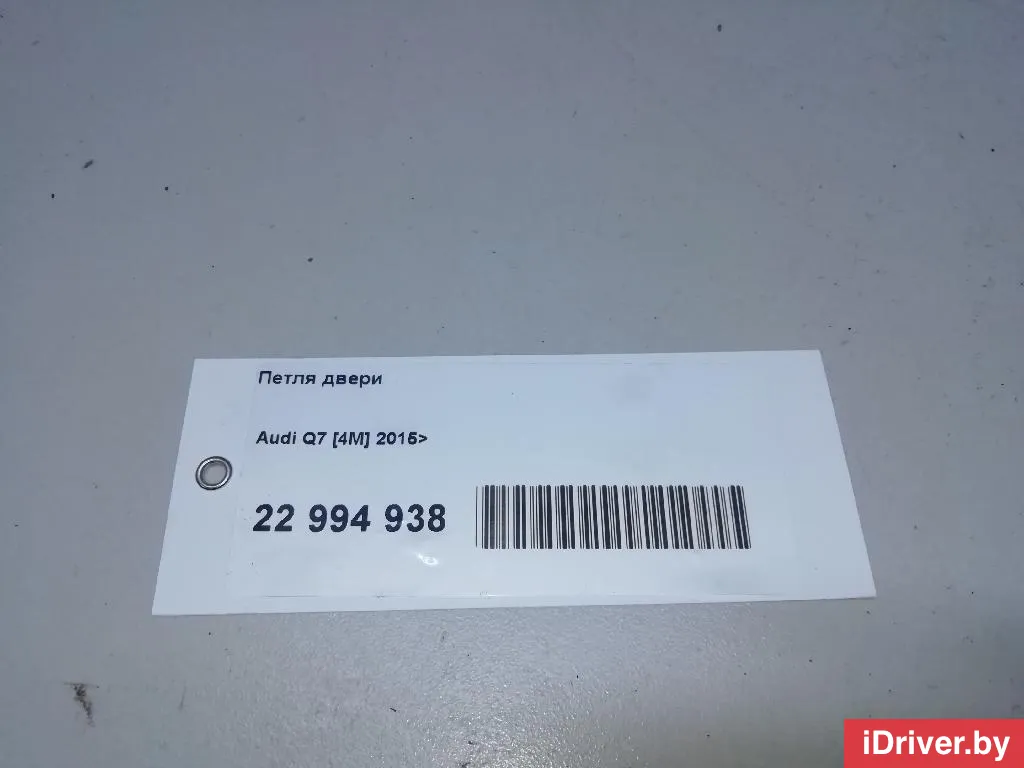 Петля двери
Audi Q7 [4M] 2015>
22 994 938
iDriver.by